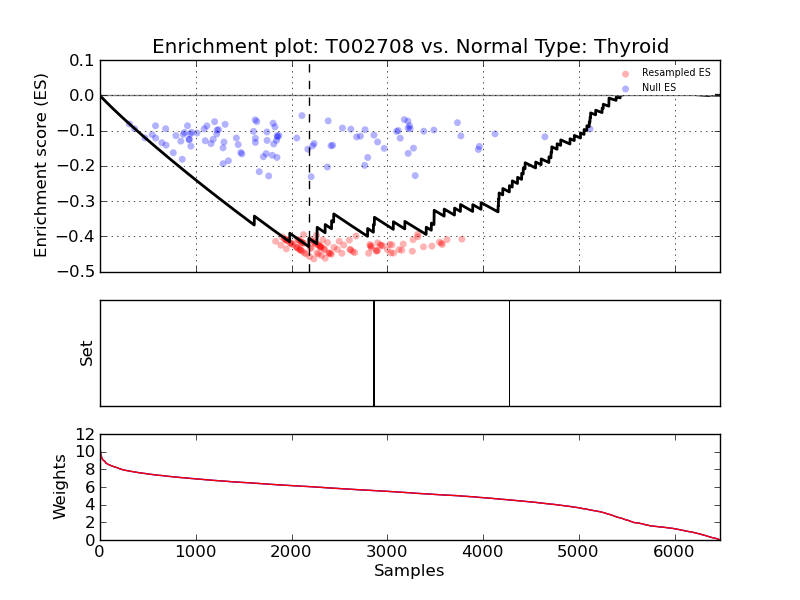 Enrichment plot: T002708 vs. Normal Type: Thyroid
Enrichment score (ES)
0.1
0.0
−0.1
−0.2
−0.3
−0.4
−0.5
Resampled ES
Null ES
Set
Weights
12
10
8
6
4
2
0
0 1000 2000 3000 4000 5000 6000
Samples